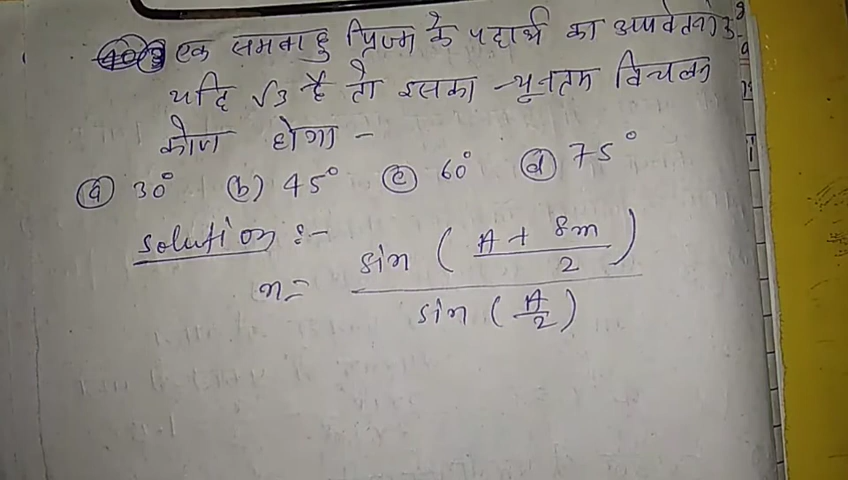 एक समबाहु प्रिज्म के पदार्थ का अपवर्तनां
यदि √3 है तो इसका न्यूनतम विचलन
कोण होगा -
(a) 30° (b) 45° (c) 60° (d) 75°
Solution :-
n = sin ( A + δm / 2 ) / sin ( A / 2 )